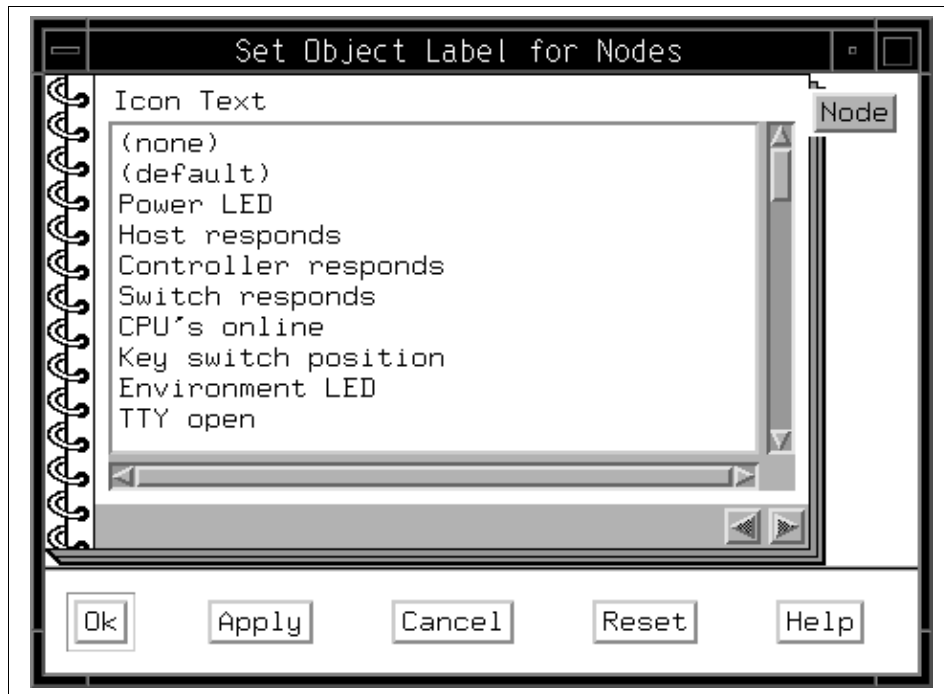 Set Object Label for Nodes
Icon Text
Node
(none)
(default)
Power LED
Host responds
Controller responds
Switch responds
CPU's online
Key switch position
Environment LED
TTY open
Ok Apply Cancel Reset Help